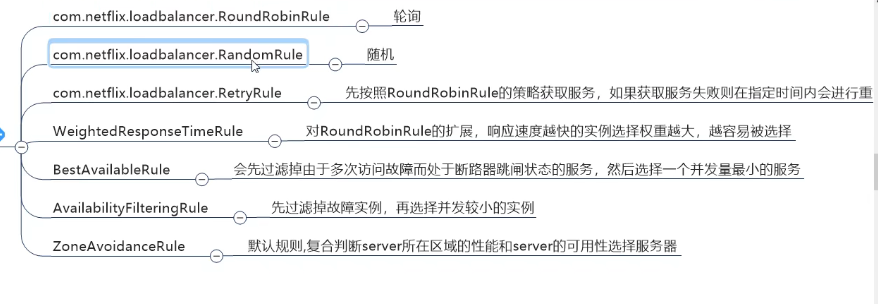 com.netflix.loadbalancer.RoundRobinRule 轮询
com.netflix.loadbalancer.RandomRule 随机
com.netflix.loadbalancer.RetryRule 先按照RoundRobinRule的策略获取服务，如果获取服务失败则在指定时间内会进行重
WeightedResponseTimeRule 对RoundRobinRule的扩展，响应速度越快的实例选择权重越大，越容易被选择
BestAvailableRule 会先过滤掉由于多次访问故障而处于断路器跳闸状态的服务，然后选择一个并发量最小的服务
AvailabilityFilteringRule 先过滤掉故障实例，再选择并发较小的实例
ZoneAvoidanceRule 默认规则,复合判断server所在区域的性能和server的可用性选择服务器